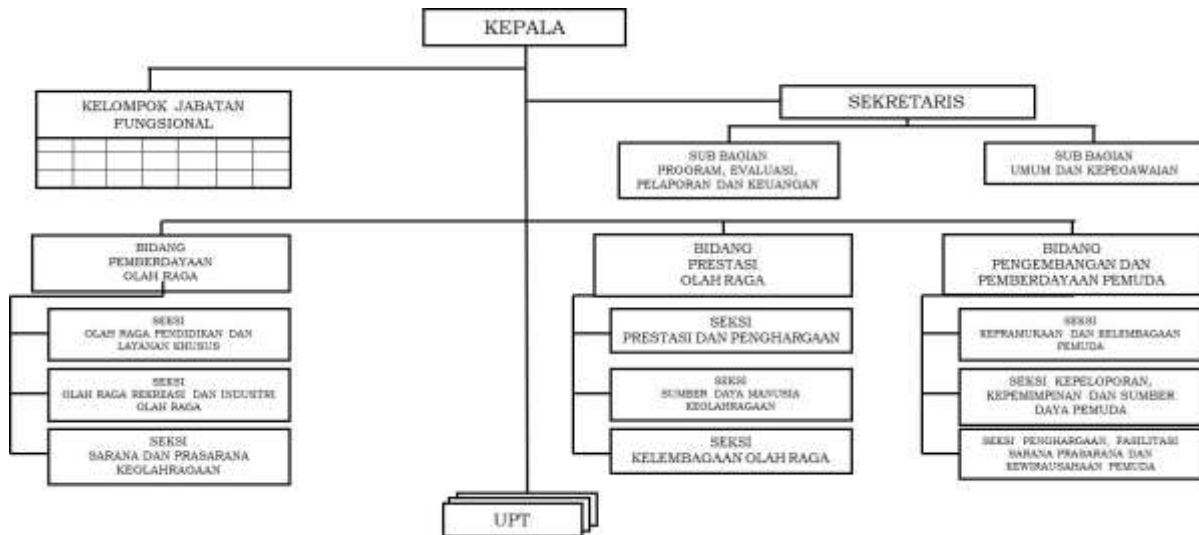 KEPALA
KELOMPOK JABATAN
FUNGSIONAL
SEKRETARIS
SUB BAGIAN
PROGRAM, EVALUASI,
PELAPORAN DAN KEUANGAN
SUB BAGIAN
UMUM DAN KEPEGAWAIAN
BIDANG
PEMBERDAYAAN
OLAH RAGA
SEKSI
OLAH RAGA PENDIDIKAN DAN
LAYANAN KHUSUS
SEKSI
OLAH RAGA REKREASI DAN INDUSTRI
OLAH RAGA
SEKSI
SARANA DAN PRASARANA
KEOLAHRAGAAN
BIDANG
PRESTASI
OLAH RAGA
SEKSI
PRESTASI DAN PENGHARGAAN
SEKSI
SUMBER DAYA MANUSIA
KEOLAHRAGAAN
SEKSI
KELEMBAGAAN OLAH RAGA
BIDANG
PENGEMBANGAN DAN
PEMBERDAYAAN PEMUDA
SEKSI
KEPRAMUKAAN DAN KELEMBAGAAN
PEMUDA
SEKSI KEPELOPORAN,
KEPEMIMPINAN DAN SUMBER
DAYA PEMUDA
SEKSI PENGHARGAAN, FASILITASI
SARANA PRASARANA DAN
KEWIRAUSAHAAN PEMUDA
UPT